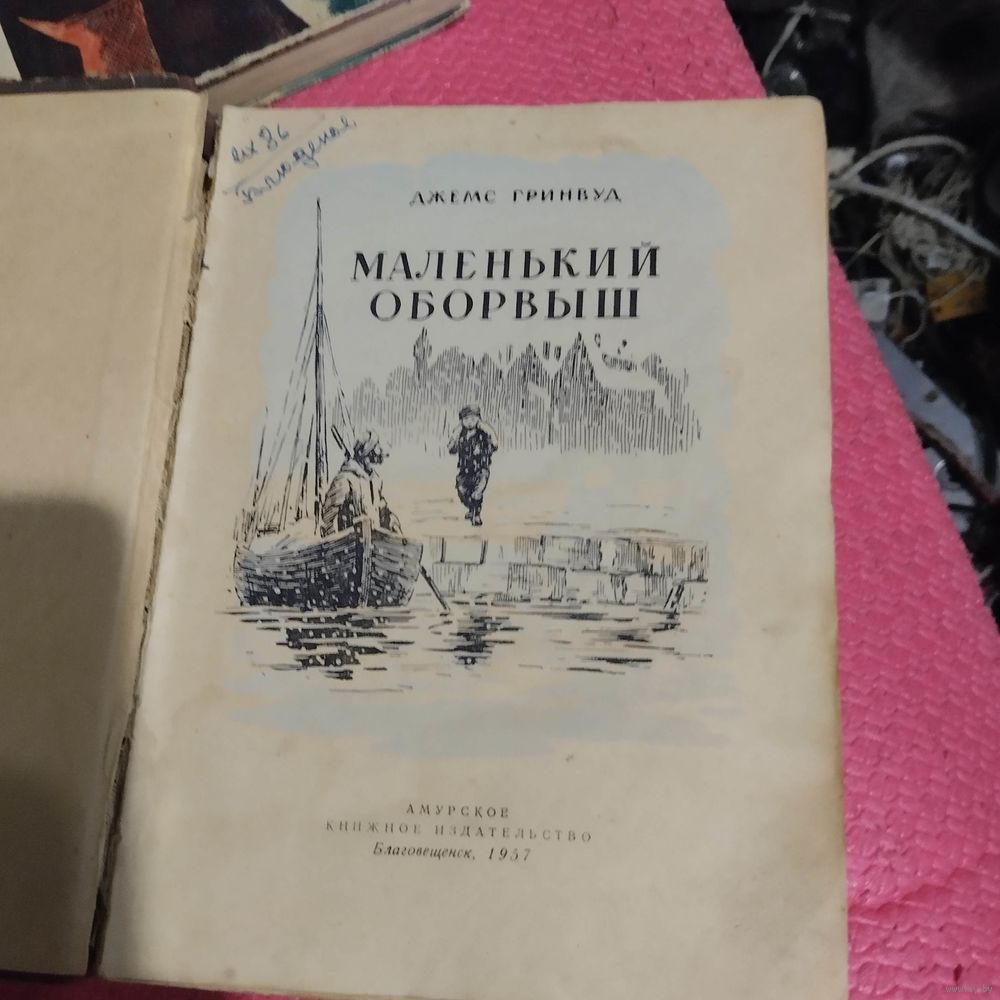 ДЖЕМС ГРИНВУД
МАЛЕНЬКИЙ
ОБОРВЫШ
АМУРСКОЕ
КНИЖНОЕ ИЗДАТЕЛЬСТВО
Благовещенск, 1957